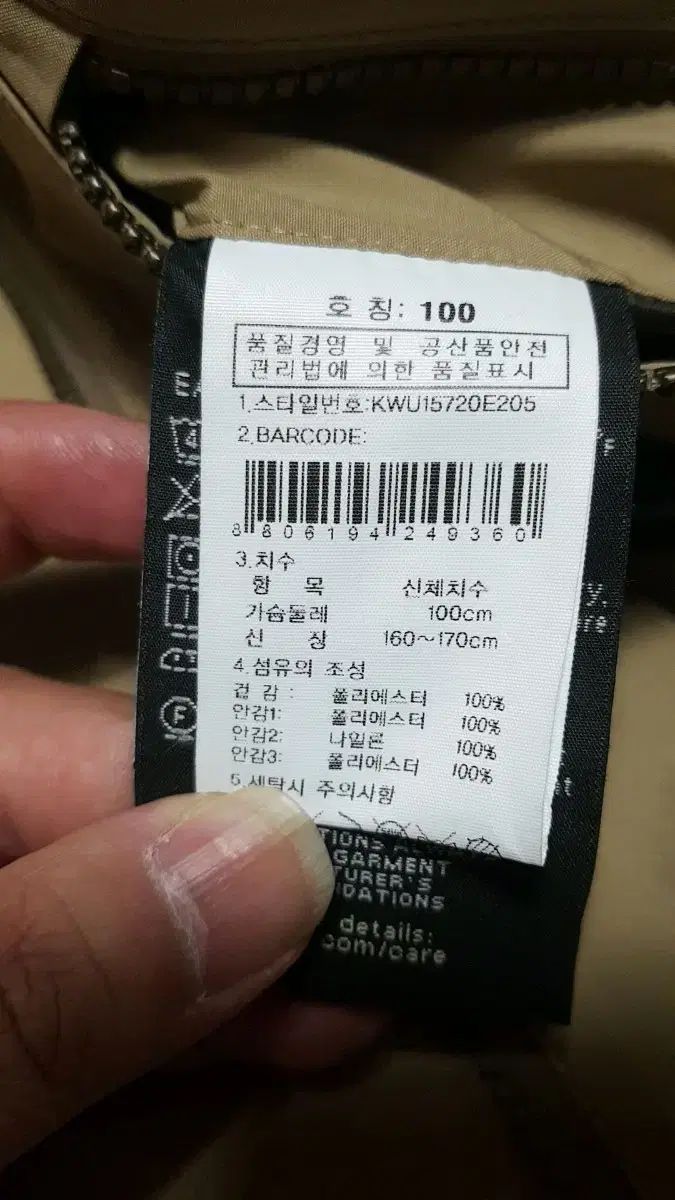 호 칭: 100
품질경영 및 공산품안전
관리법에 의한 품질표시
1.스타일번호:KWU15720E205
2.BARCODE:
8 806194 249360
3.치수
항 목 신체치수
가슴둘레 100cm
신 장 160~170cm
4.섬유의 조성
겉 감: 폴리에스터 100%
안감1: 폴리에스터 100%
안감2: 나일론 100%
안감3: 폴리에스터 100%
5.세탁시 주의사항
GARMENT
details:
com/care